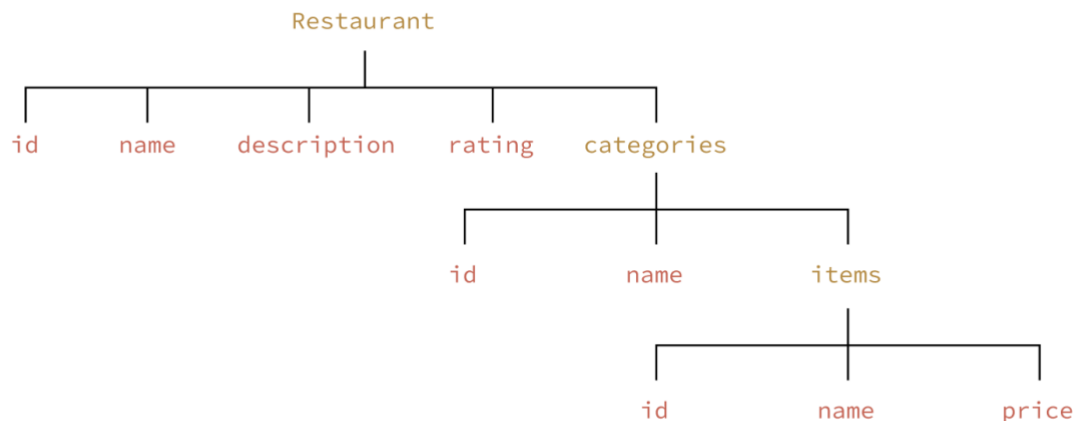 Restaurant
id name description rating categories
id name items
id name price